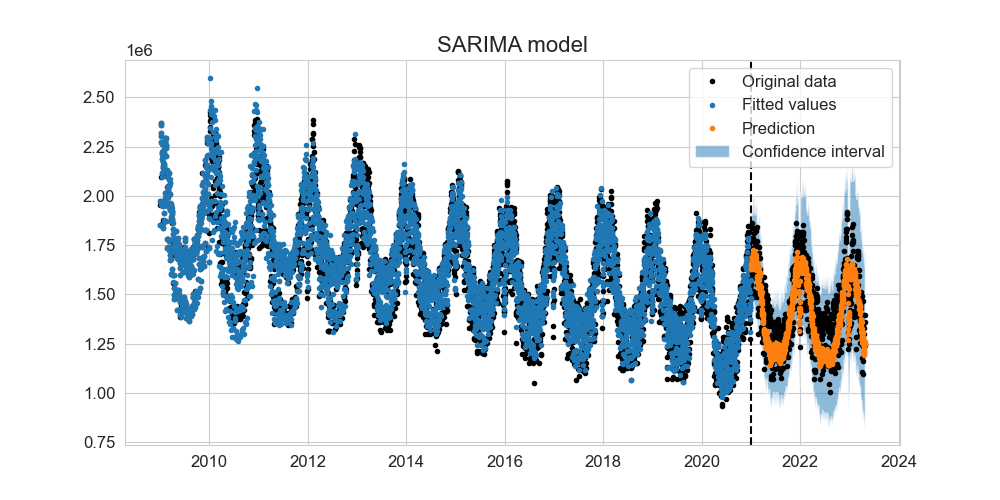 SARIMA model
1e6
Original data
Fitted values
Prediction
Confidence interval
2.50
2.25
2.00
1.75
1.50
1.25
1.00
0.75
2010 2012 2014 2016 2018 2020 2022 2024